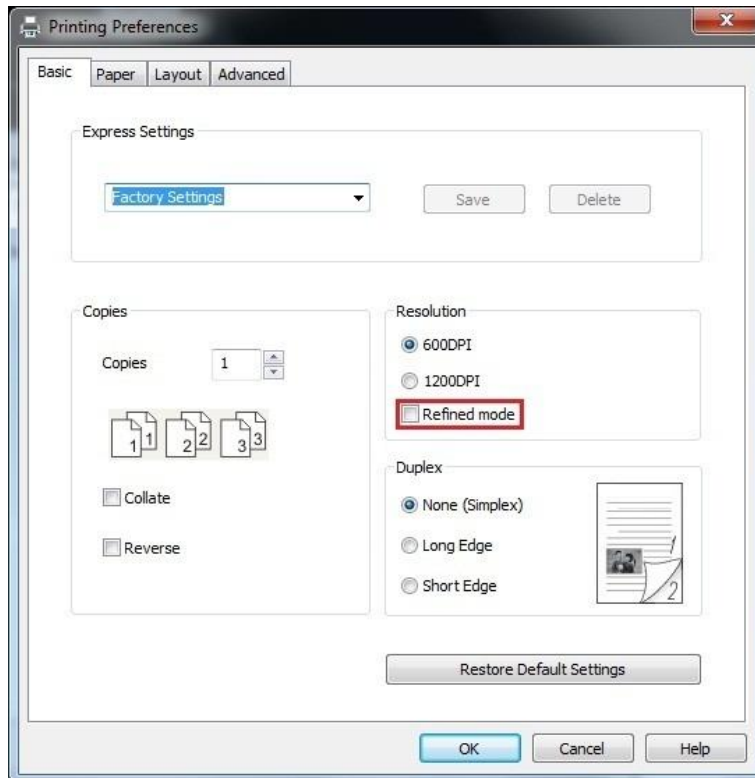 Printing Preferences
Basic Paper Layout Advanced
Express Settings
Factory Settings Save Delete
Copies
Copies 1
1 1 2 2 3 3
Collate
Reverse
Resolution
600DPI
1200DPI
Refined mode
Duplex
None (Simplex)
Long Edge
Short Edge
1
2
Restore Default Settings
OK Cancel Help